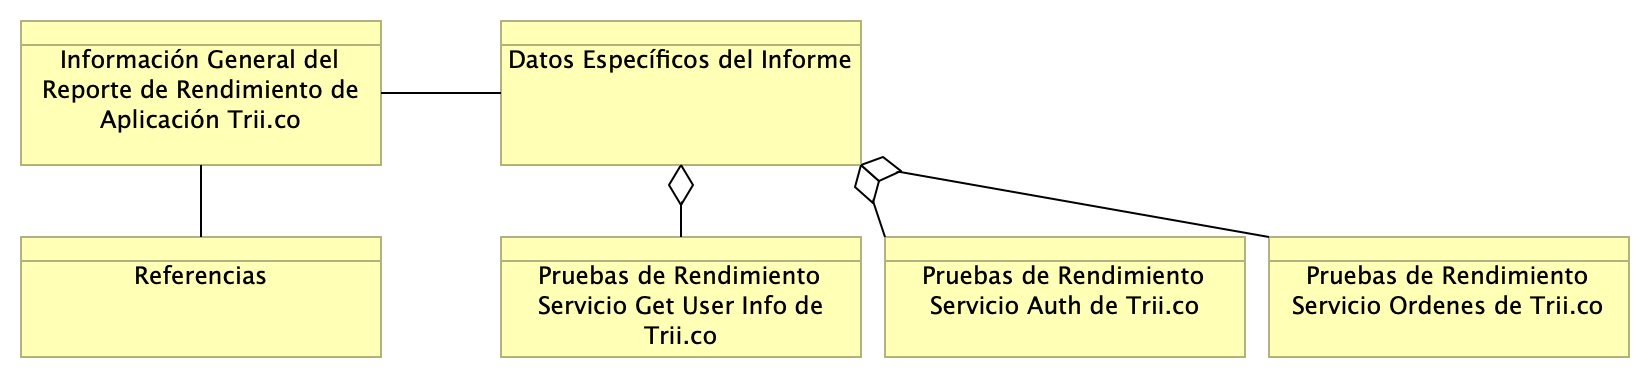 Información General del
Reporte de Rendimiento de
Aplicación Trii.co
Datos Específicos del Informe
Referencias
Pruebas de Rendimiento
Servicio Get User Info de
Trii.co
Pruebas de Rendimiento
Servicio Auth de Trii.co
Pruebas de Rendimiento
Servicio Ordenes de Trii.co